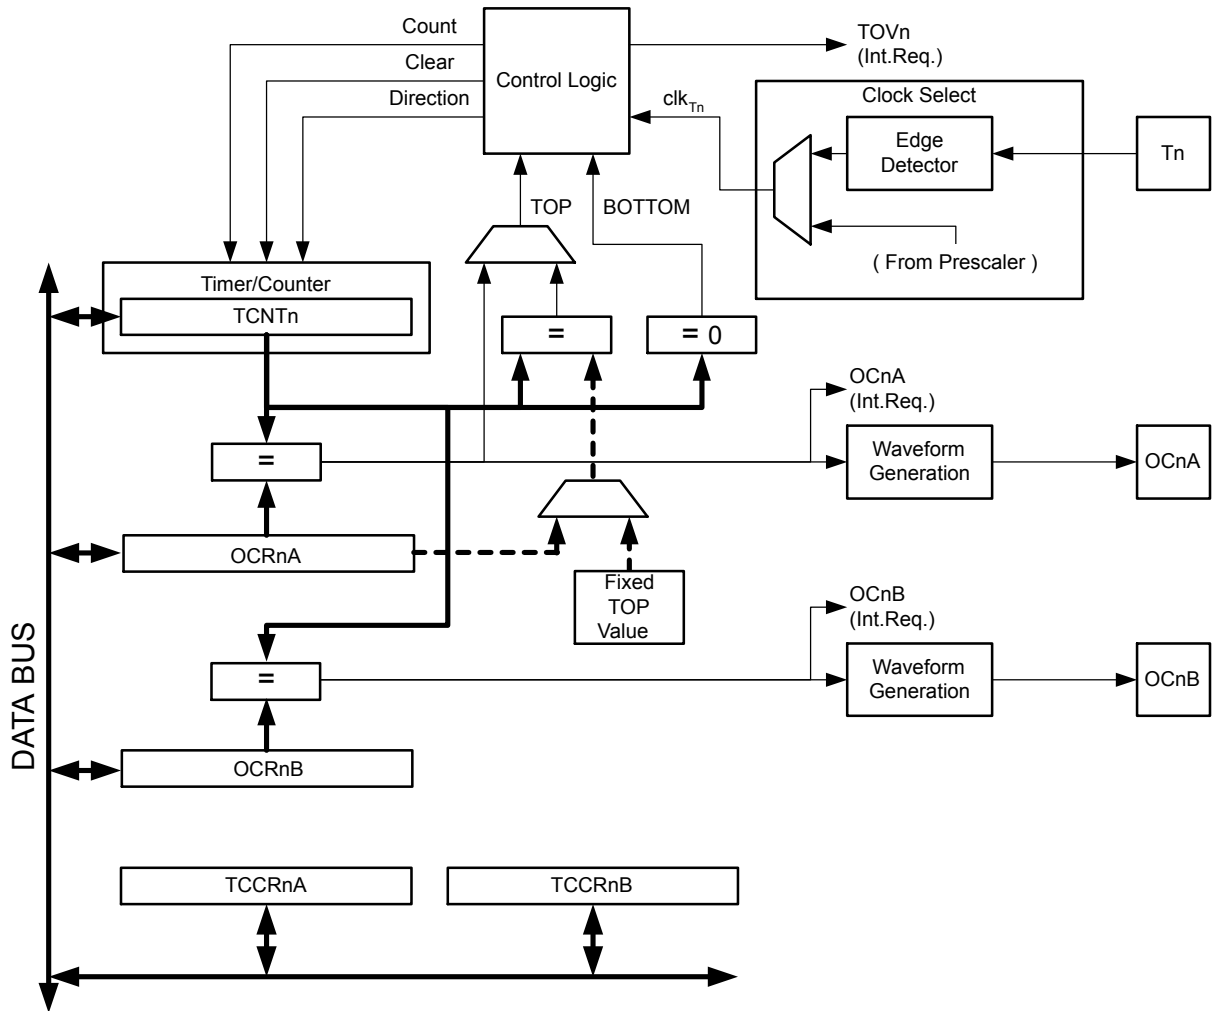 Count
Clear
Direction
Control Logic
TOVn
(Int.Req.)
clk_Tn
Clock Select
Edge
Detector
Tn
( From Prescaler )
TOP
BOTTOM
Timer/Counter
TCNTn
=
= 0
OCnA
(Int.Req.)
=
Waveform
Generation
OCnA
OCRnA
Fixed
TOP
Value
OCnB
(Int.Req.)
=
Waveform
Generation
OCnB
OCRnB
DATA BUS
TCCRnA
TCCRnB